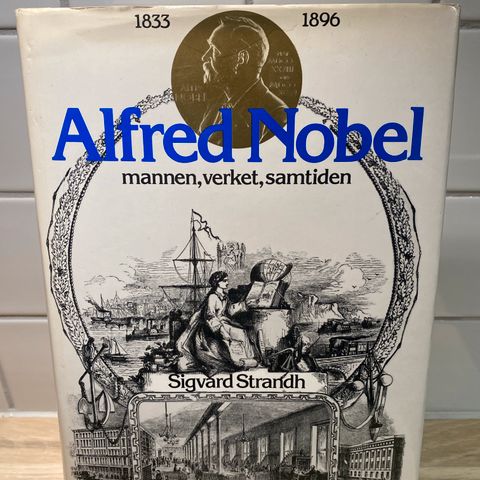 1833 1896
Alfred Nobel
mannen, verket, samtiden
Sigvard Strandh